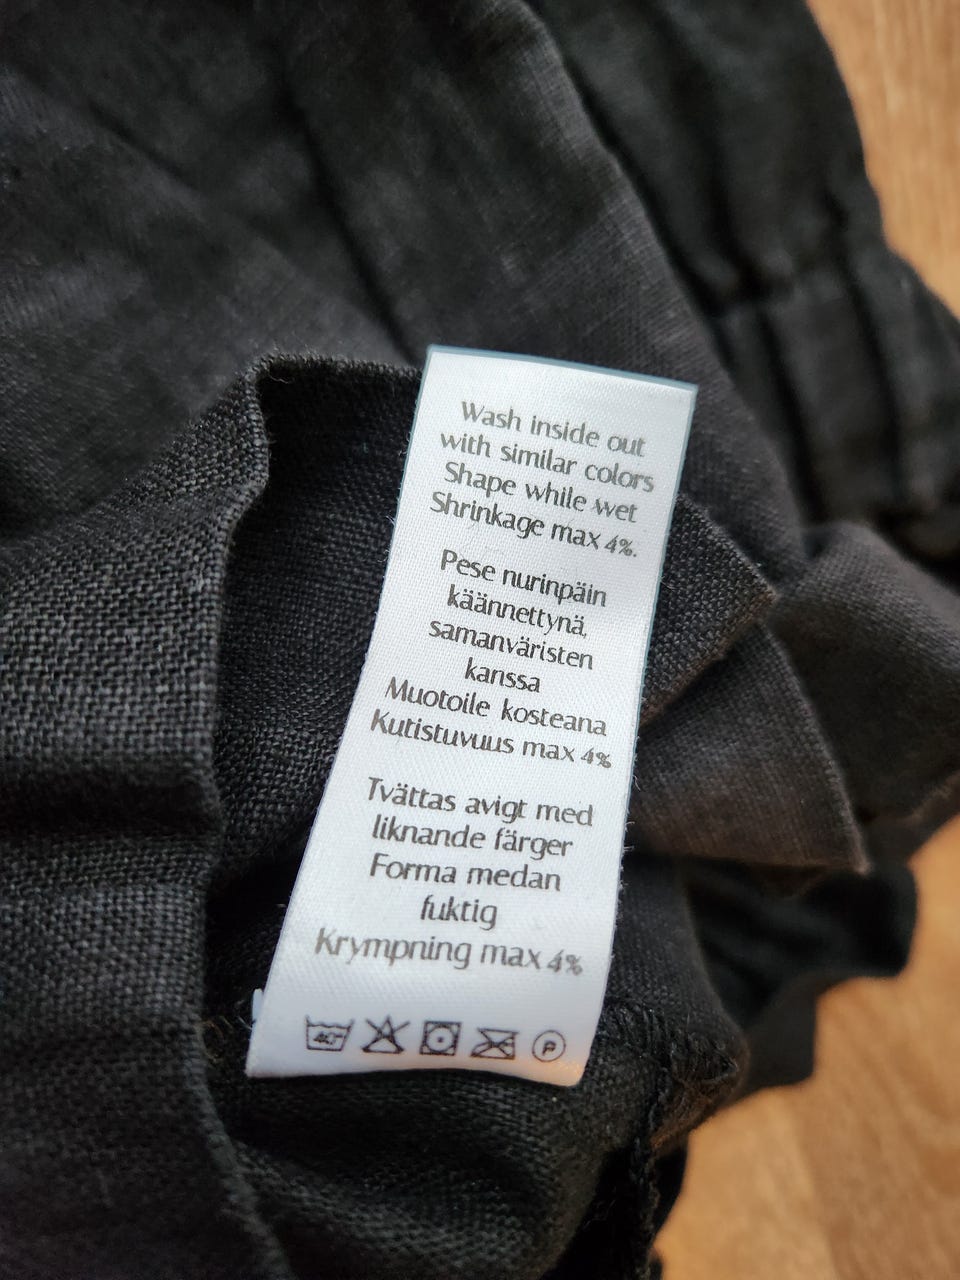 Wash inside out
with similar colors
Shape while wet
Shrinkage max 4%.
Pese nurinpäin
käännettynä,
samanväristen
kanssa
Muotoile kosteana
Kutistuvuus max 4%
Tvättas avigt med
liknande färger
Forma medan
fuktig
Krympning max 4%
40° P